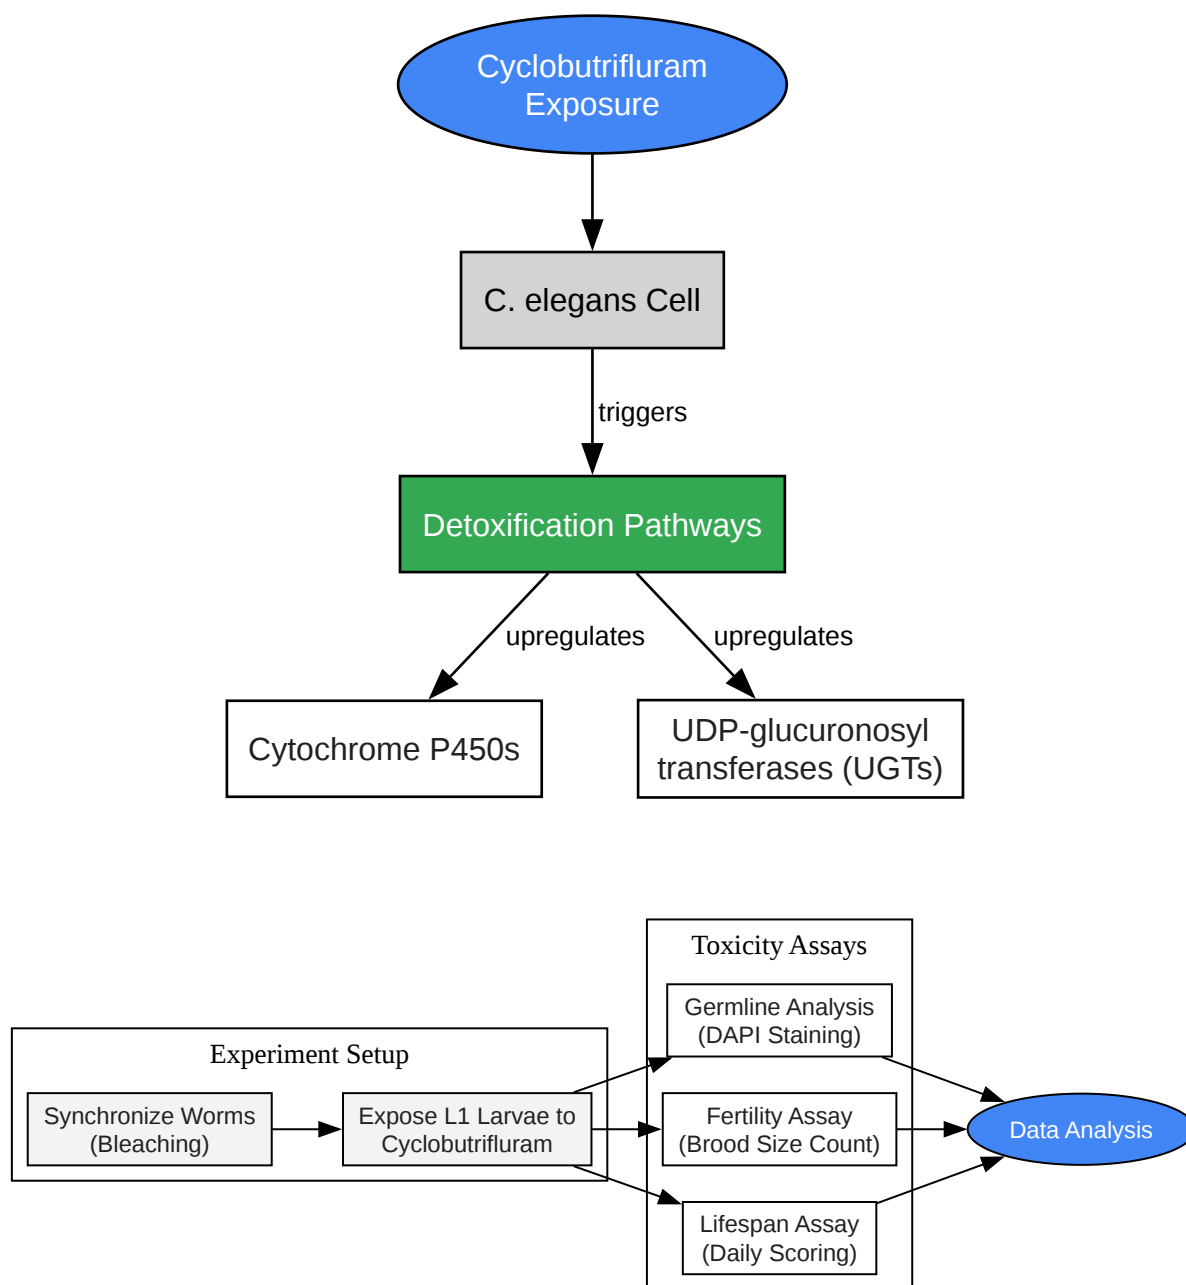 Cyclobutrifluram
Exposure
C. elegans Cell
triggers
Detoxification Pathways
upregulates
upregulates
Cytochrome P450s
UDP-glucuronosyl
transferases (UGTs)
Experiment Setup
Synchronize Worms
(Bleaching)
Expose L1 Larvae to
Cyclobutrifluram
Toxicity Assays
Germline Analysis
(DAPI Staining)
Fertility Assay
(Brood Size Count)
Lifespan Assay
(Daily Scoring)
Data Analysis